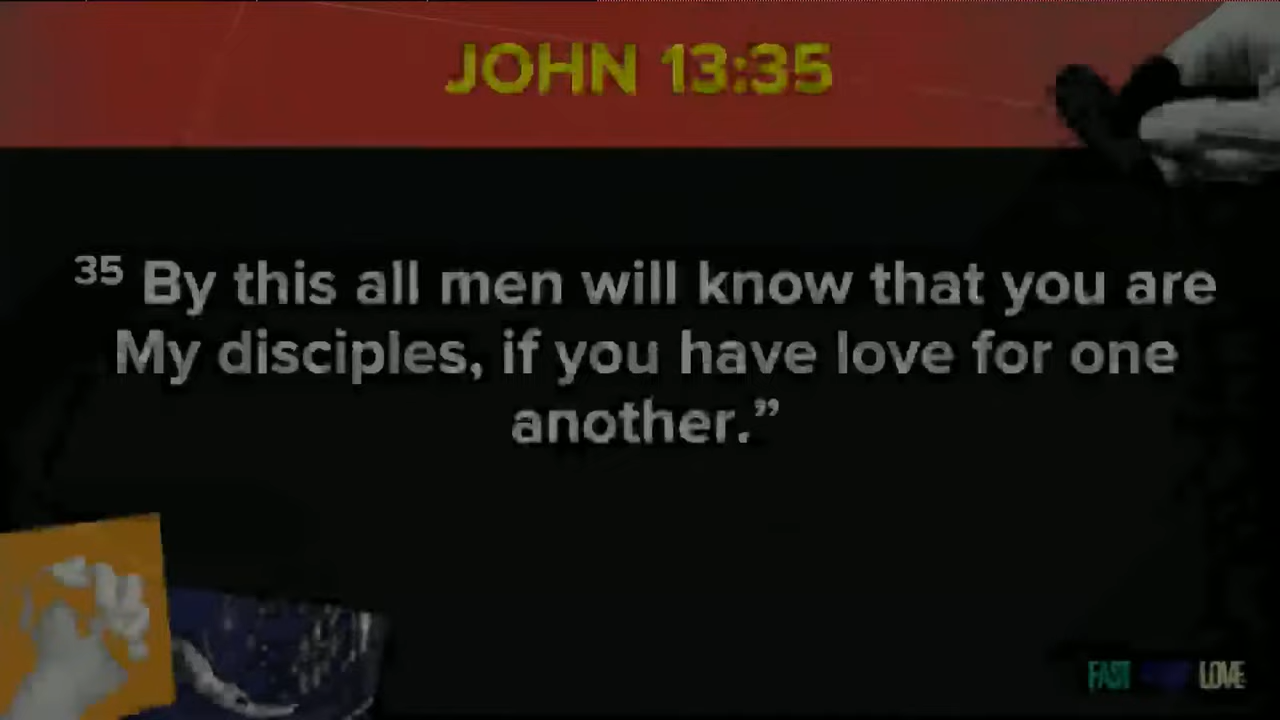 JOHN 13:35
35 By this all men will know that you are
My disciples, if you have love for one
another.”
FAST LOVE